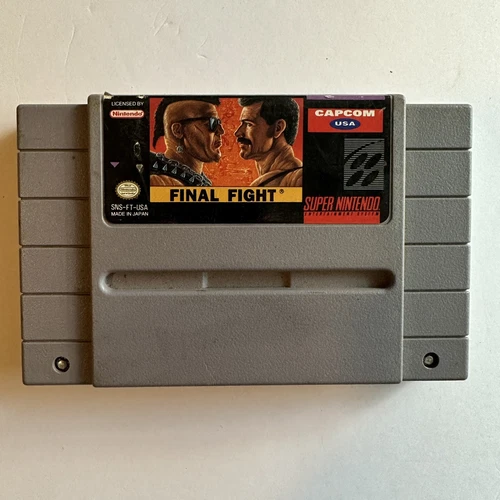 LICENSED BY
Nintendo®
SNS-FT-USA
MADE IN JAPAN
FINAL FIGHT®
CAPCOM
USA
SUPER NINTENDO
ENTERTAINMENT SYSTEM